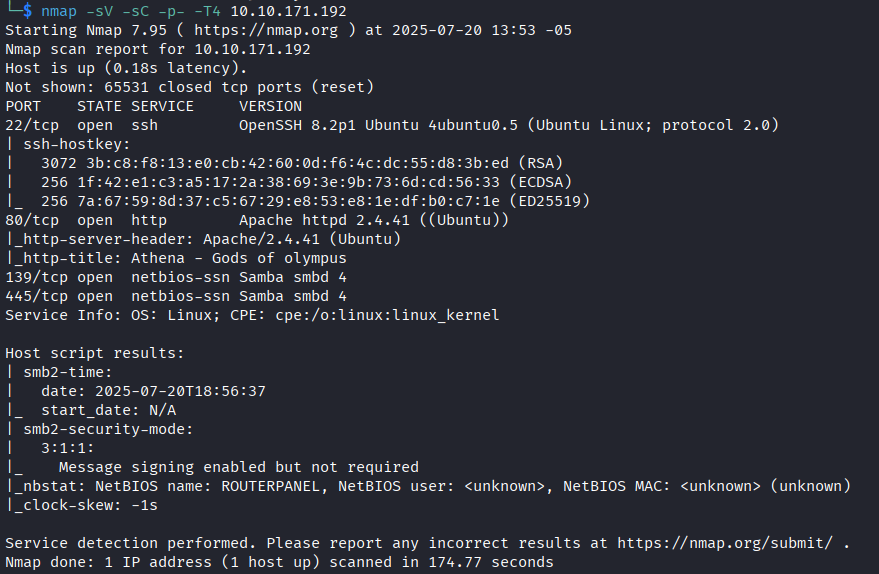 └─$ nmap -sV -sC -p- -T4 10.10.171.192
Starting Nmap 7.95 ( https://nmap.org ) at 2025-07-20 13:53 -05
Nmap scan report for 10.10.171.192
Host is up (0.18s latency).
Not shown: 65531 closed tcp ports (reset)
PORT    STATE SERVICE     VERSION
22/tcp  open  ssh         OpenSSH 8.2p1 Ubuntu 4ubuntu0.5 (Ubuntu Linux; protocol 2.0)
| ssh-hostkey:
|   3072 3b:c8:f8:13:e0:cb:42:60:0d:f6:4c:dc:55:d8:3b:ed (RSA)
|   256 1f:42:e1:c3:a5:17:2a:38:69:3e:9b:73:6d:cd:56:33 (ECDSA)
|_  256 7a:67:59:8d:37:c5:67:29:e8:53:e8:1e:df:b0:c7:1e (ED25519)
80/tcp  open  http        Apache httpd 2.4.41 ((Ubuntu))
|_http-server-header: Apache/2.4.41 (Ubuntu)
|_http-title: Athena - Gods of olympus
139/tcp open  netbios-ssn Samba smbd 4
445/tcp open  netbios-ssn Samba smbd 4
Service Info: OS: Linux; CPE: cpe:/o:linux:linux_kernel

Host script results:
| smb2-time:
|   date: 2025-07-20T18:56:37
|_  start_date: N/A
| smb2-security-mode:
|   3:1:1:
|_    Message signing enabled but not required
|_nbstat: NetBIOS name: ROUTERPANEL, NetBIOS user: <unknown>, NetBIOS MAC: <unknown> (unknown)
|_clock-skew: -1s

Service detection performed. Please report any incorrect results at https://nmap.org/submit/ .
Nmap done: 1 IP address (1 host up) scanned in 174.77 seconds